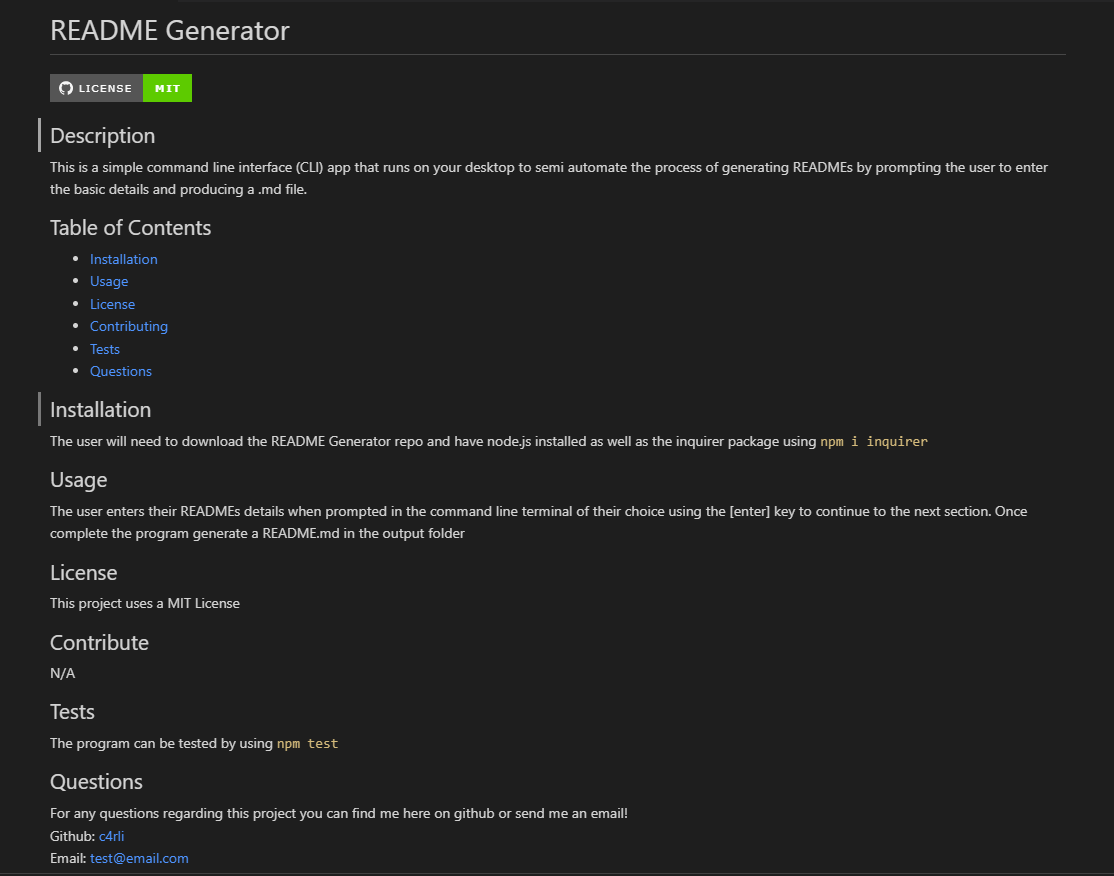 README Generator
LICENSE MIT
Description
This is a simple command line interface (CLI) app that runs on your desktop to semi automate the process of generating READMEs by prompting the user to enter
the basic details and producing a .md file.
Table of Contents
Installation
Usage
License
Contributing
Tests
Questions
Installation
The user will need to download the README Generator repo and have node.js installed as well as the inquirer package using npm i inquirer
Usage
The user enters their READMEs details when prompted in the command line terminal of their choice using the [enter] key to continue to the next section. Once
complete the program generate a README.md in the output folder
License
This project uses a MIT License
Contribute
N/A
Tests
The program can be tested by using npm test
Questions
For any questions regarding this project you can find me here on github or send me an email!
Github: c4rli
Email: test@email.com